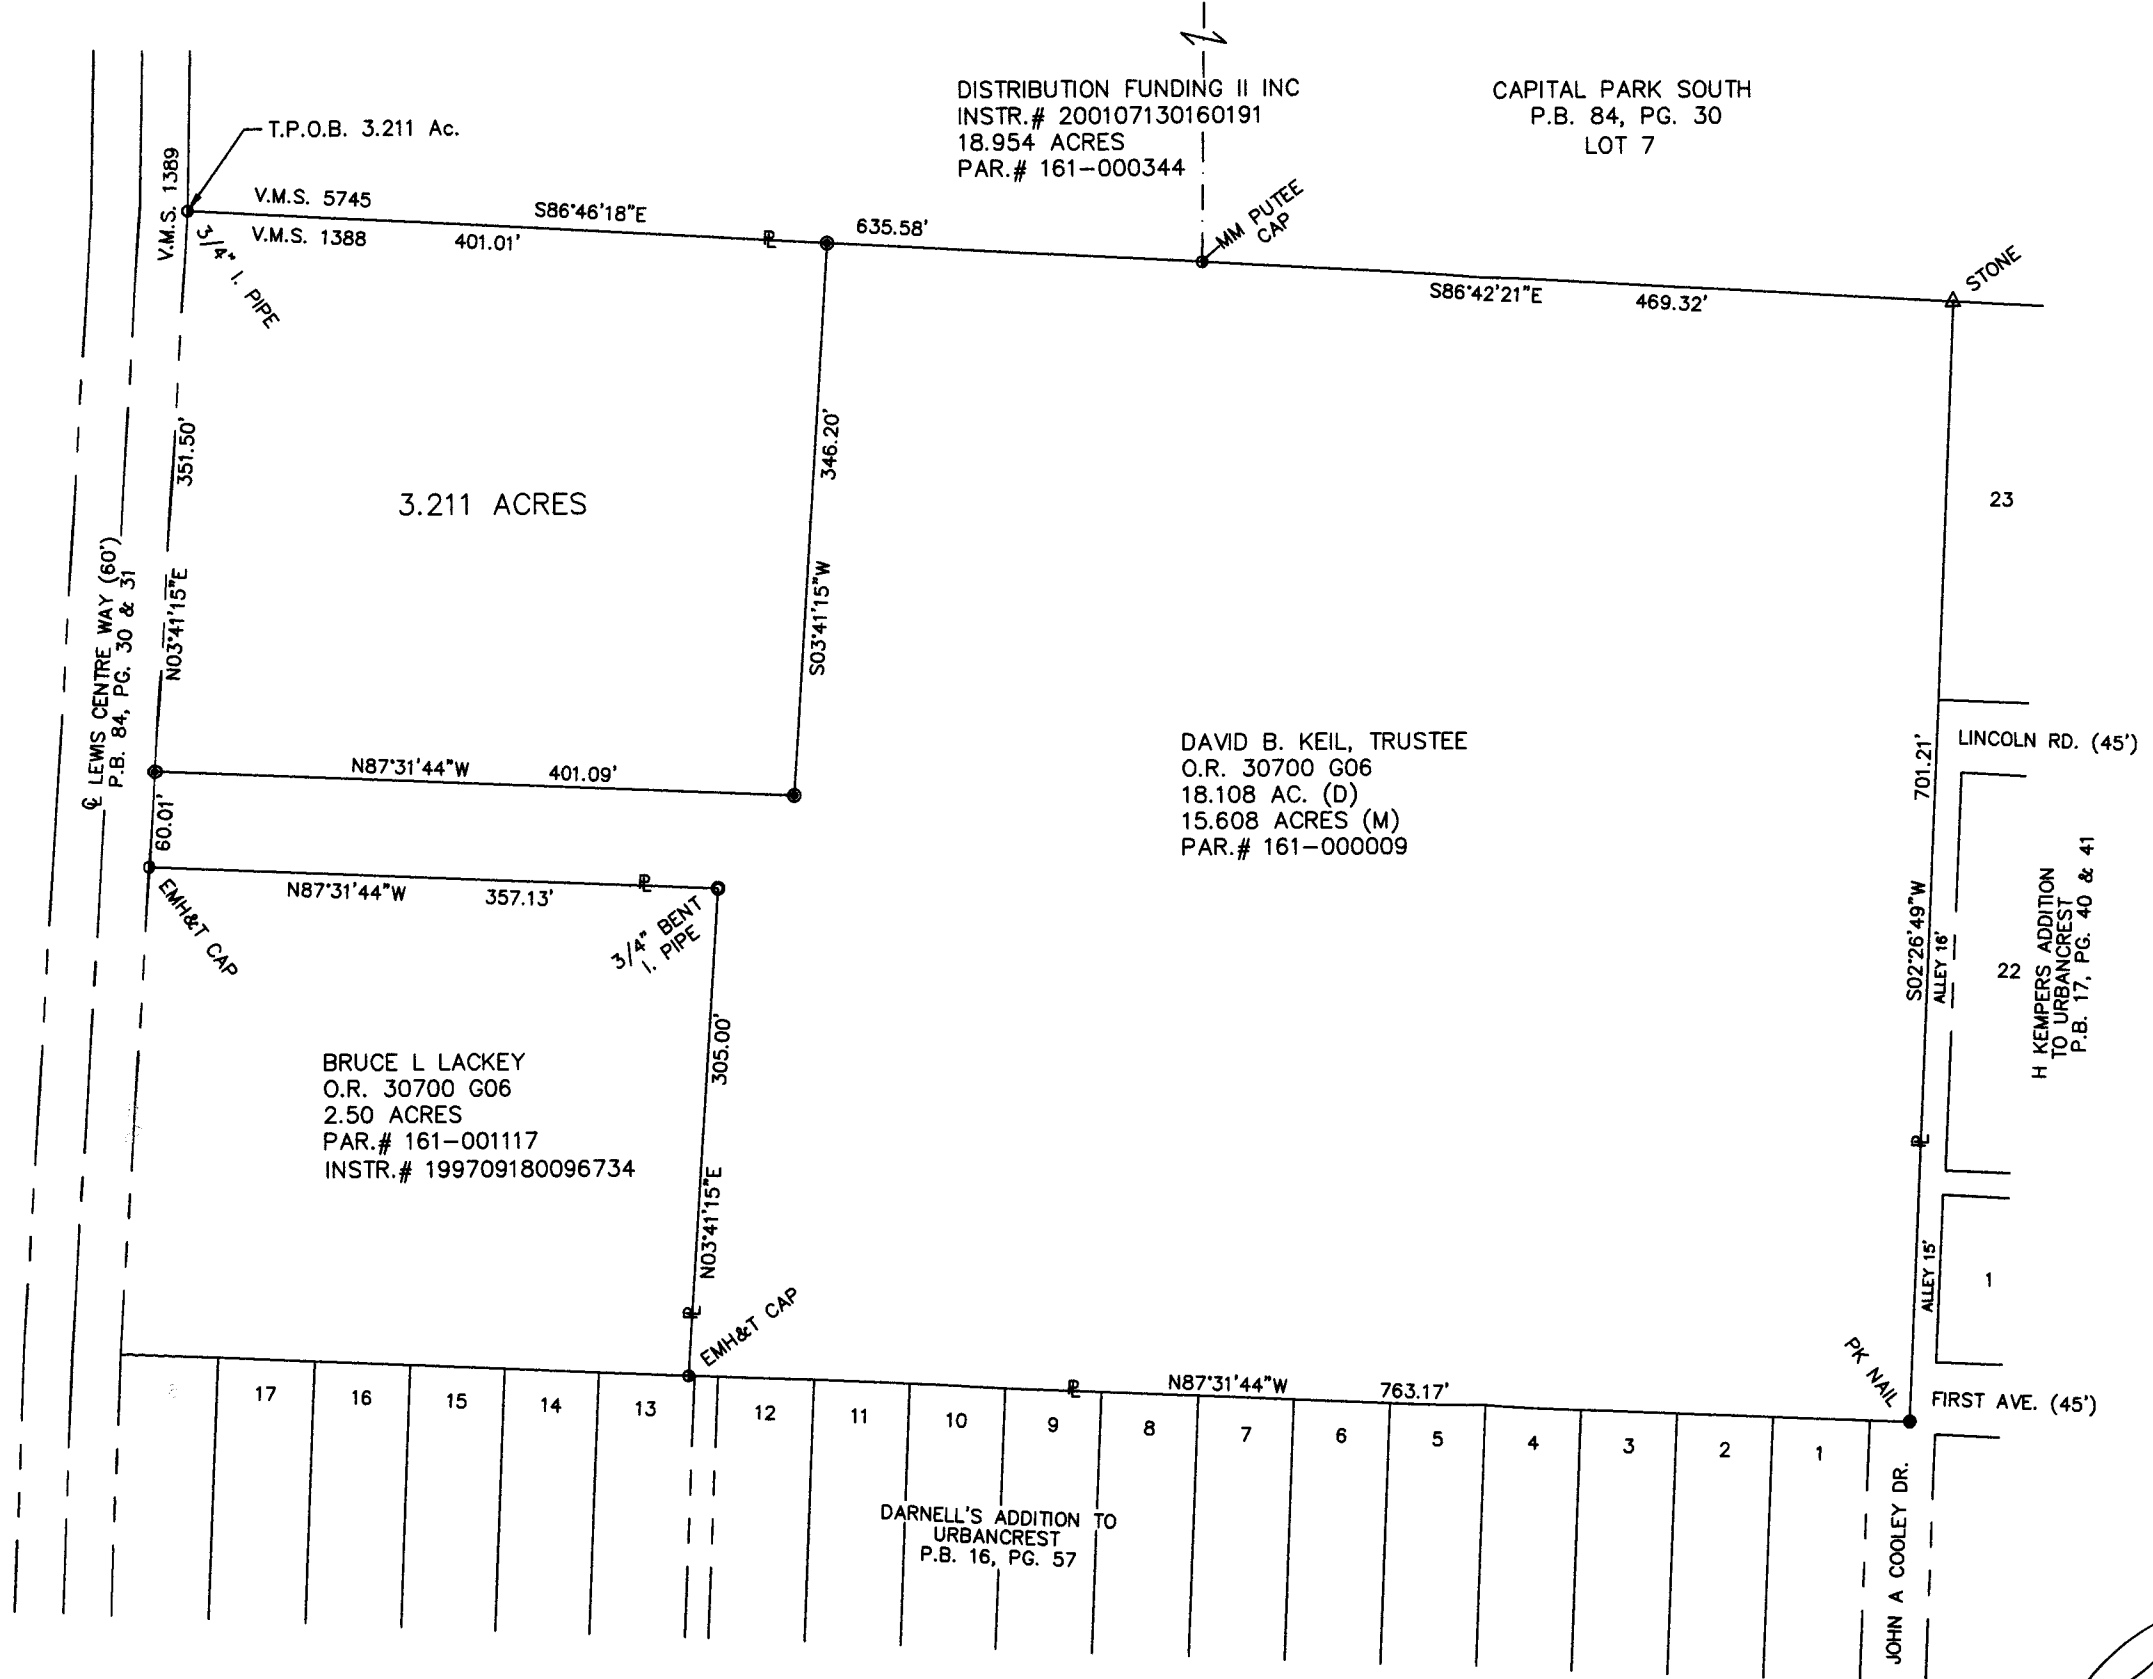 DISTRIBUTION FUNDING II INC
INSTR.# 200107130160191
18.954 ACRES
PAR.# 161-000344
CAPITAL PARK SOUTH
P.B. 84, PG. 30
LOT 7
T.P.O.B. 3.211 Ac.
V.M.S. 1389
V.M.S. 5745
V.M.S. 1388
S86°46'18"E
401.01'
℄
635.58'
MM PUTEE
CAP
STONE
3/4" I. PIPE
S86°42'21"E
469.32'
351.50'
N03°41'15"E
3.211 ACRES
346.20'
S03°41'15"W
23
℄ LEWIS CENTRE WAY (60')
P.B. 84, PG. 30 & 31
N87°31'44"W
401.09'
60.01'
DAVID B. KEIL, TRUSTEE
O.R. 30700 G06
18.108 AC. (D)
15.608 ACRES (M)
PAR.# 161-000009
701.21'
S02°26'49"W
LINCOLN RD. (45')
ALLEY 16'
22
H KEMPERS ADDITION
TO URBANCREST
P.B. 17, PG. 40 & 41
N87°31'44"W
357.13'
EMH&T CAP
3/4" BENT
I. PIPE
BRUCE L LACKEY
O.R. 30700 G06
2.50 ACRES
PAR.# 161-001117
INSTR.# 199709180096734
305.00'
N03°41'15"E
EMH&T CAP
ALLEY 15'
1
PK NAIL
FIRST AVE. (45')
N87°31'44"W
763.17'
17
16
15
14
13
12
11
10
9
8
7
6
5
4
3
2
1
DARNELL'S ADDITION TO
URBANCREST
P.B. 16, PG. 57
JOHN A COOLEY DR.